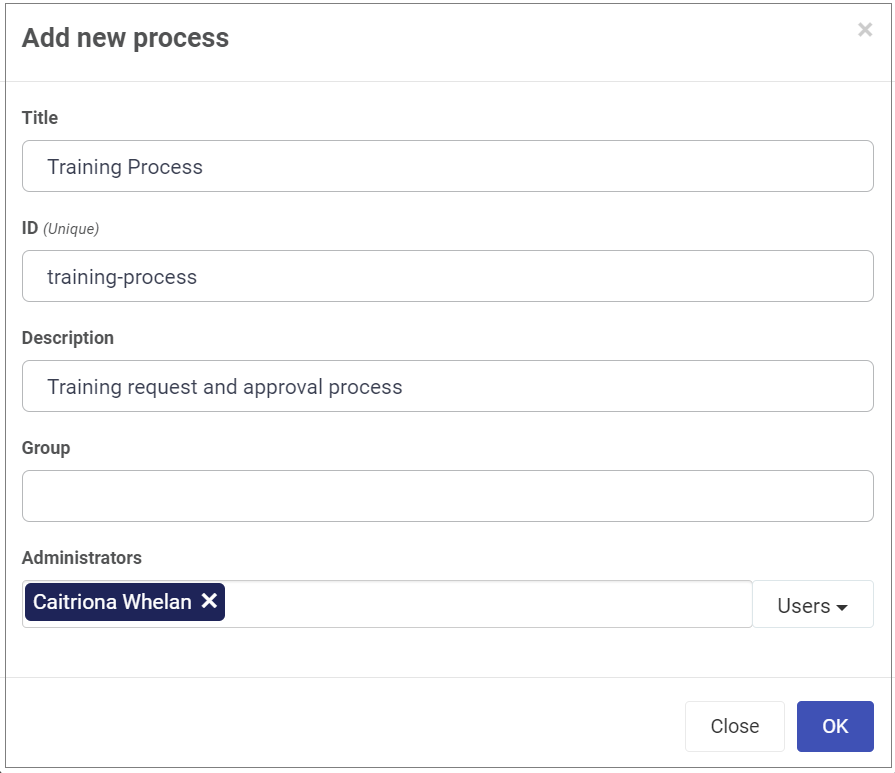 Add new process ×
Title
Training Process
ID (Unique)
training-process
Description
Training request and approval process
Group
Administrators
Caitriona Whelan × Users
Close OK